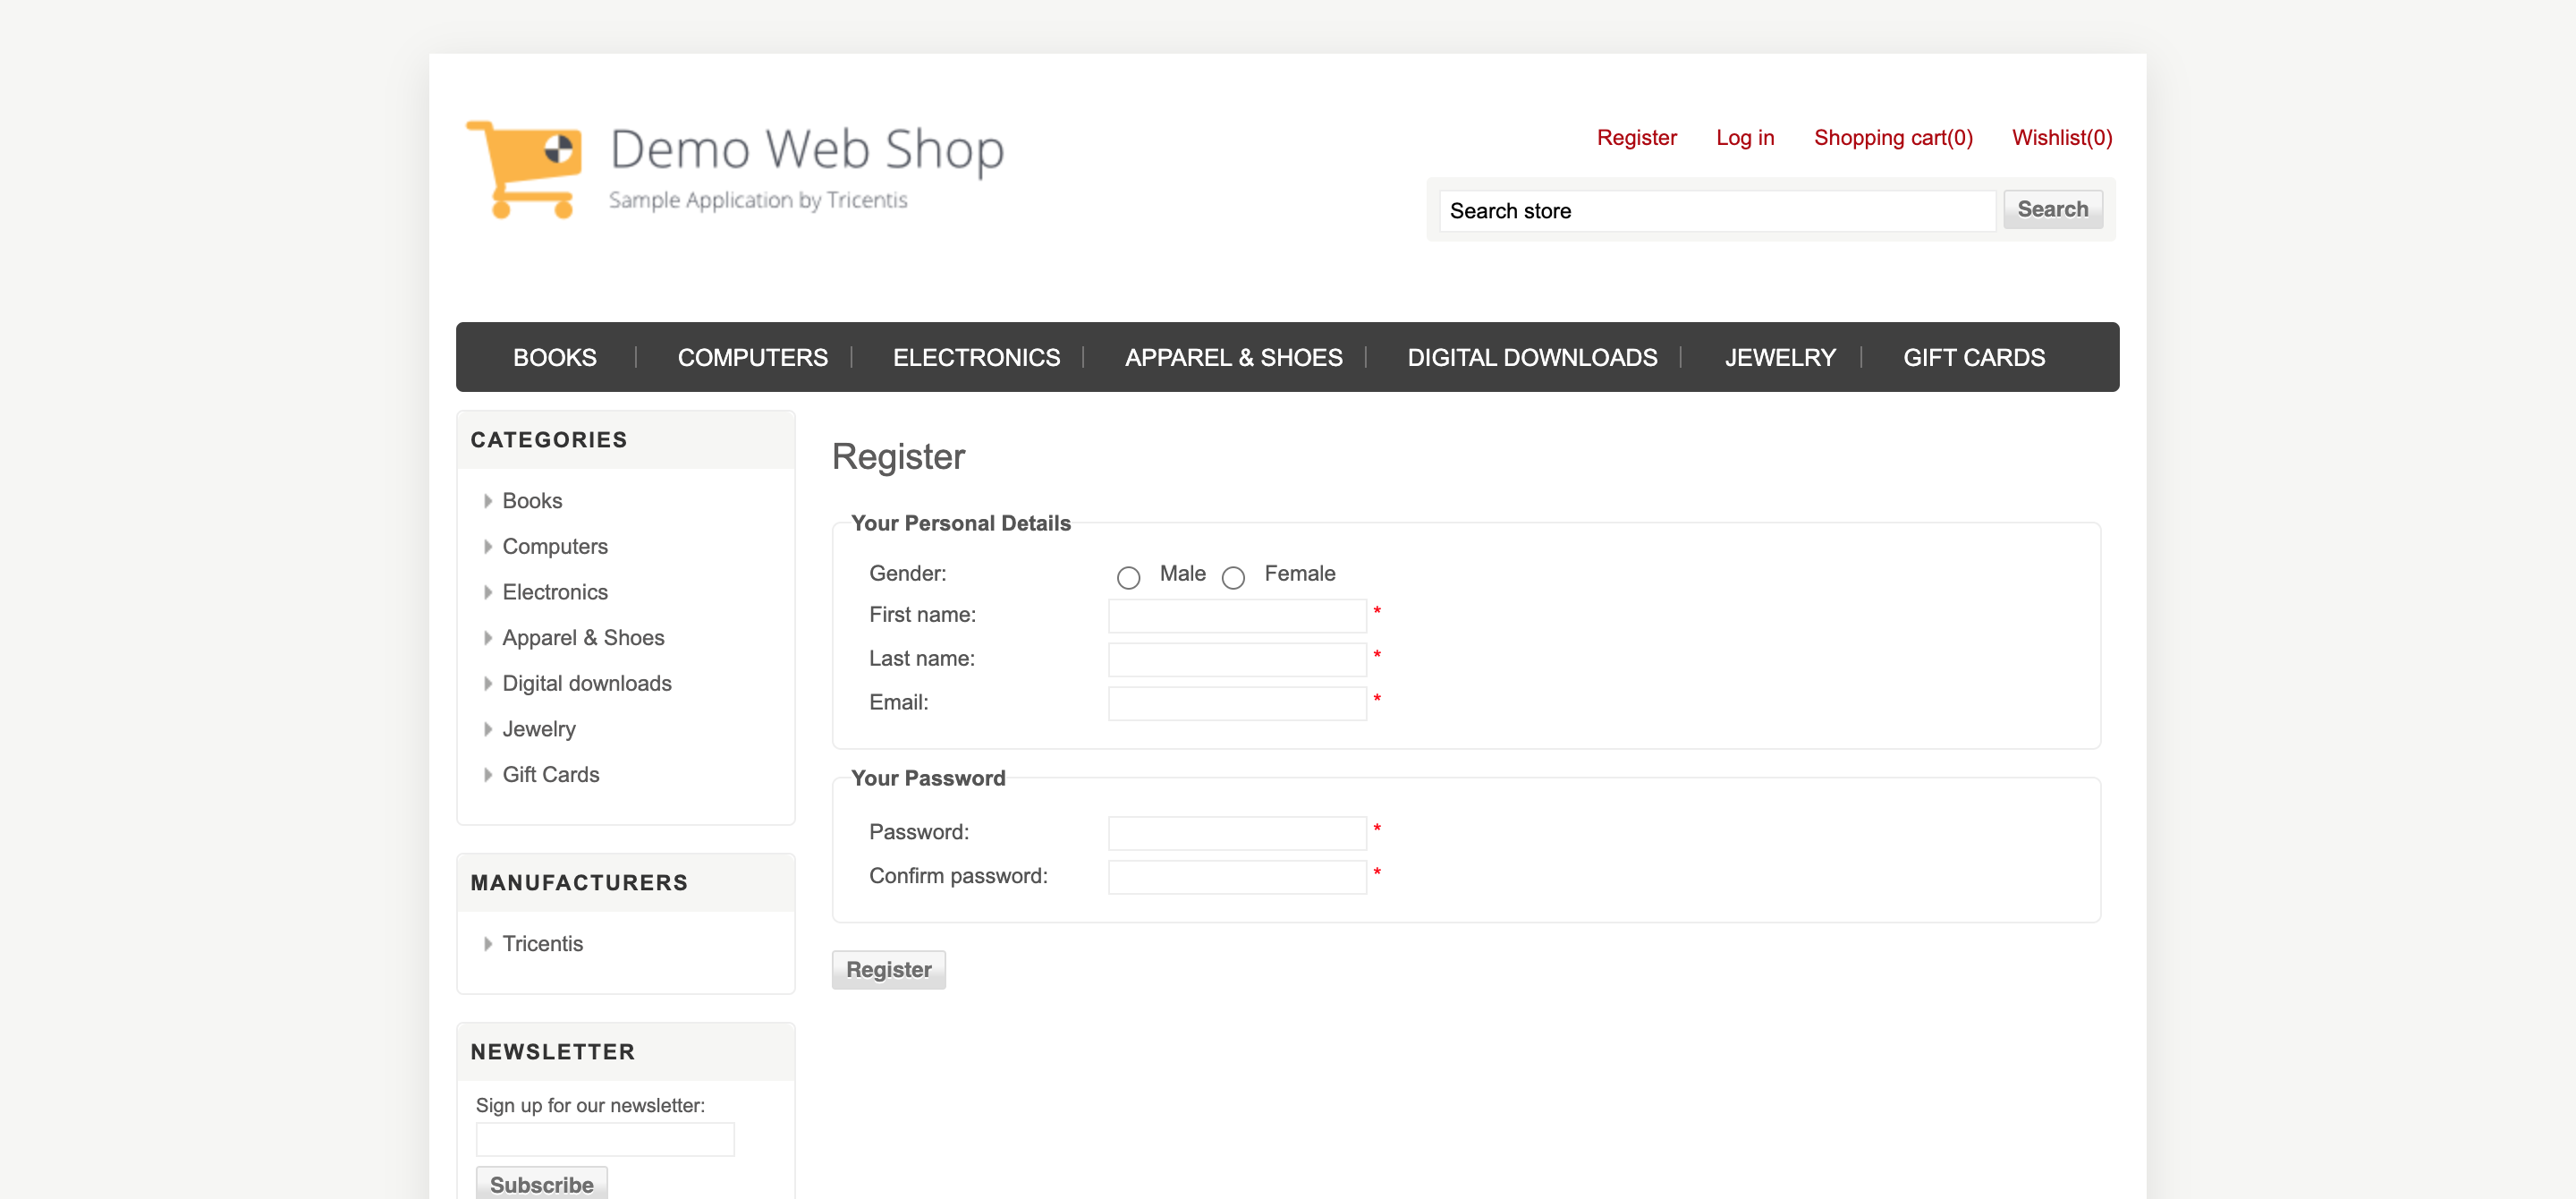 Demo Web Shop
Sample Application by Tricentis
Register Log in Shopping cart(0) Wishlist(0)
Search store Search
BOOKS COMPUTERS ELECTRONICS APPAREL & SHOES DIGITAL DOWNLOADS JEWELRY GIFT CARDS
CATEGORIES
Books
Computers
Electronics
Apparel & Shoes
Digital downloads
Jewelry
Gift Cards
MANUFACTURERS
Tricentis
NEWSLETTER
Sign up for our newsletter:
Subscribe
Register
Your Personal Details
Gender: Male Female
First name: *
Last name: *
Email: *
Your Password
Password: *
Confirm password: *
Register